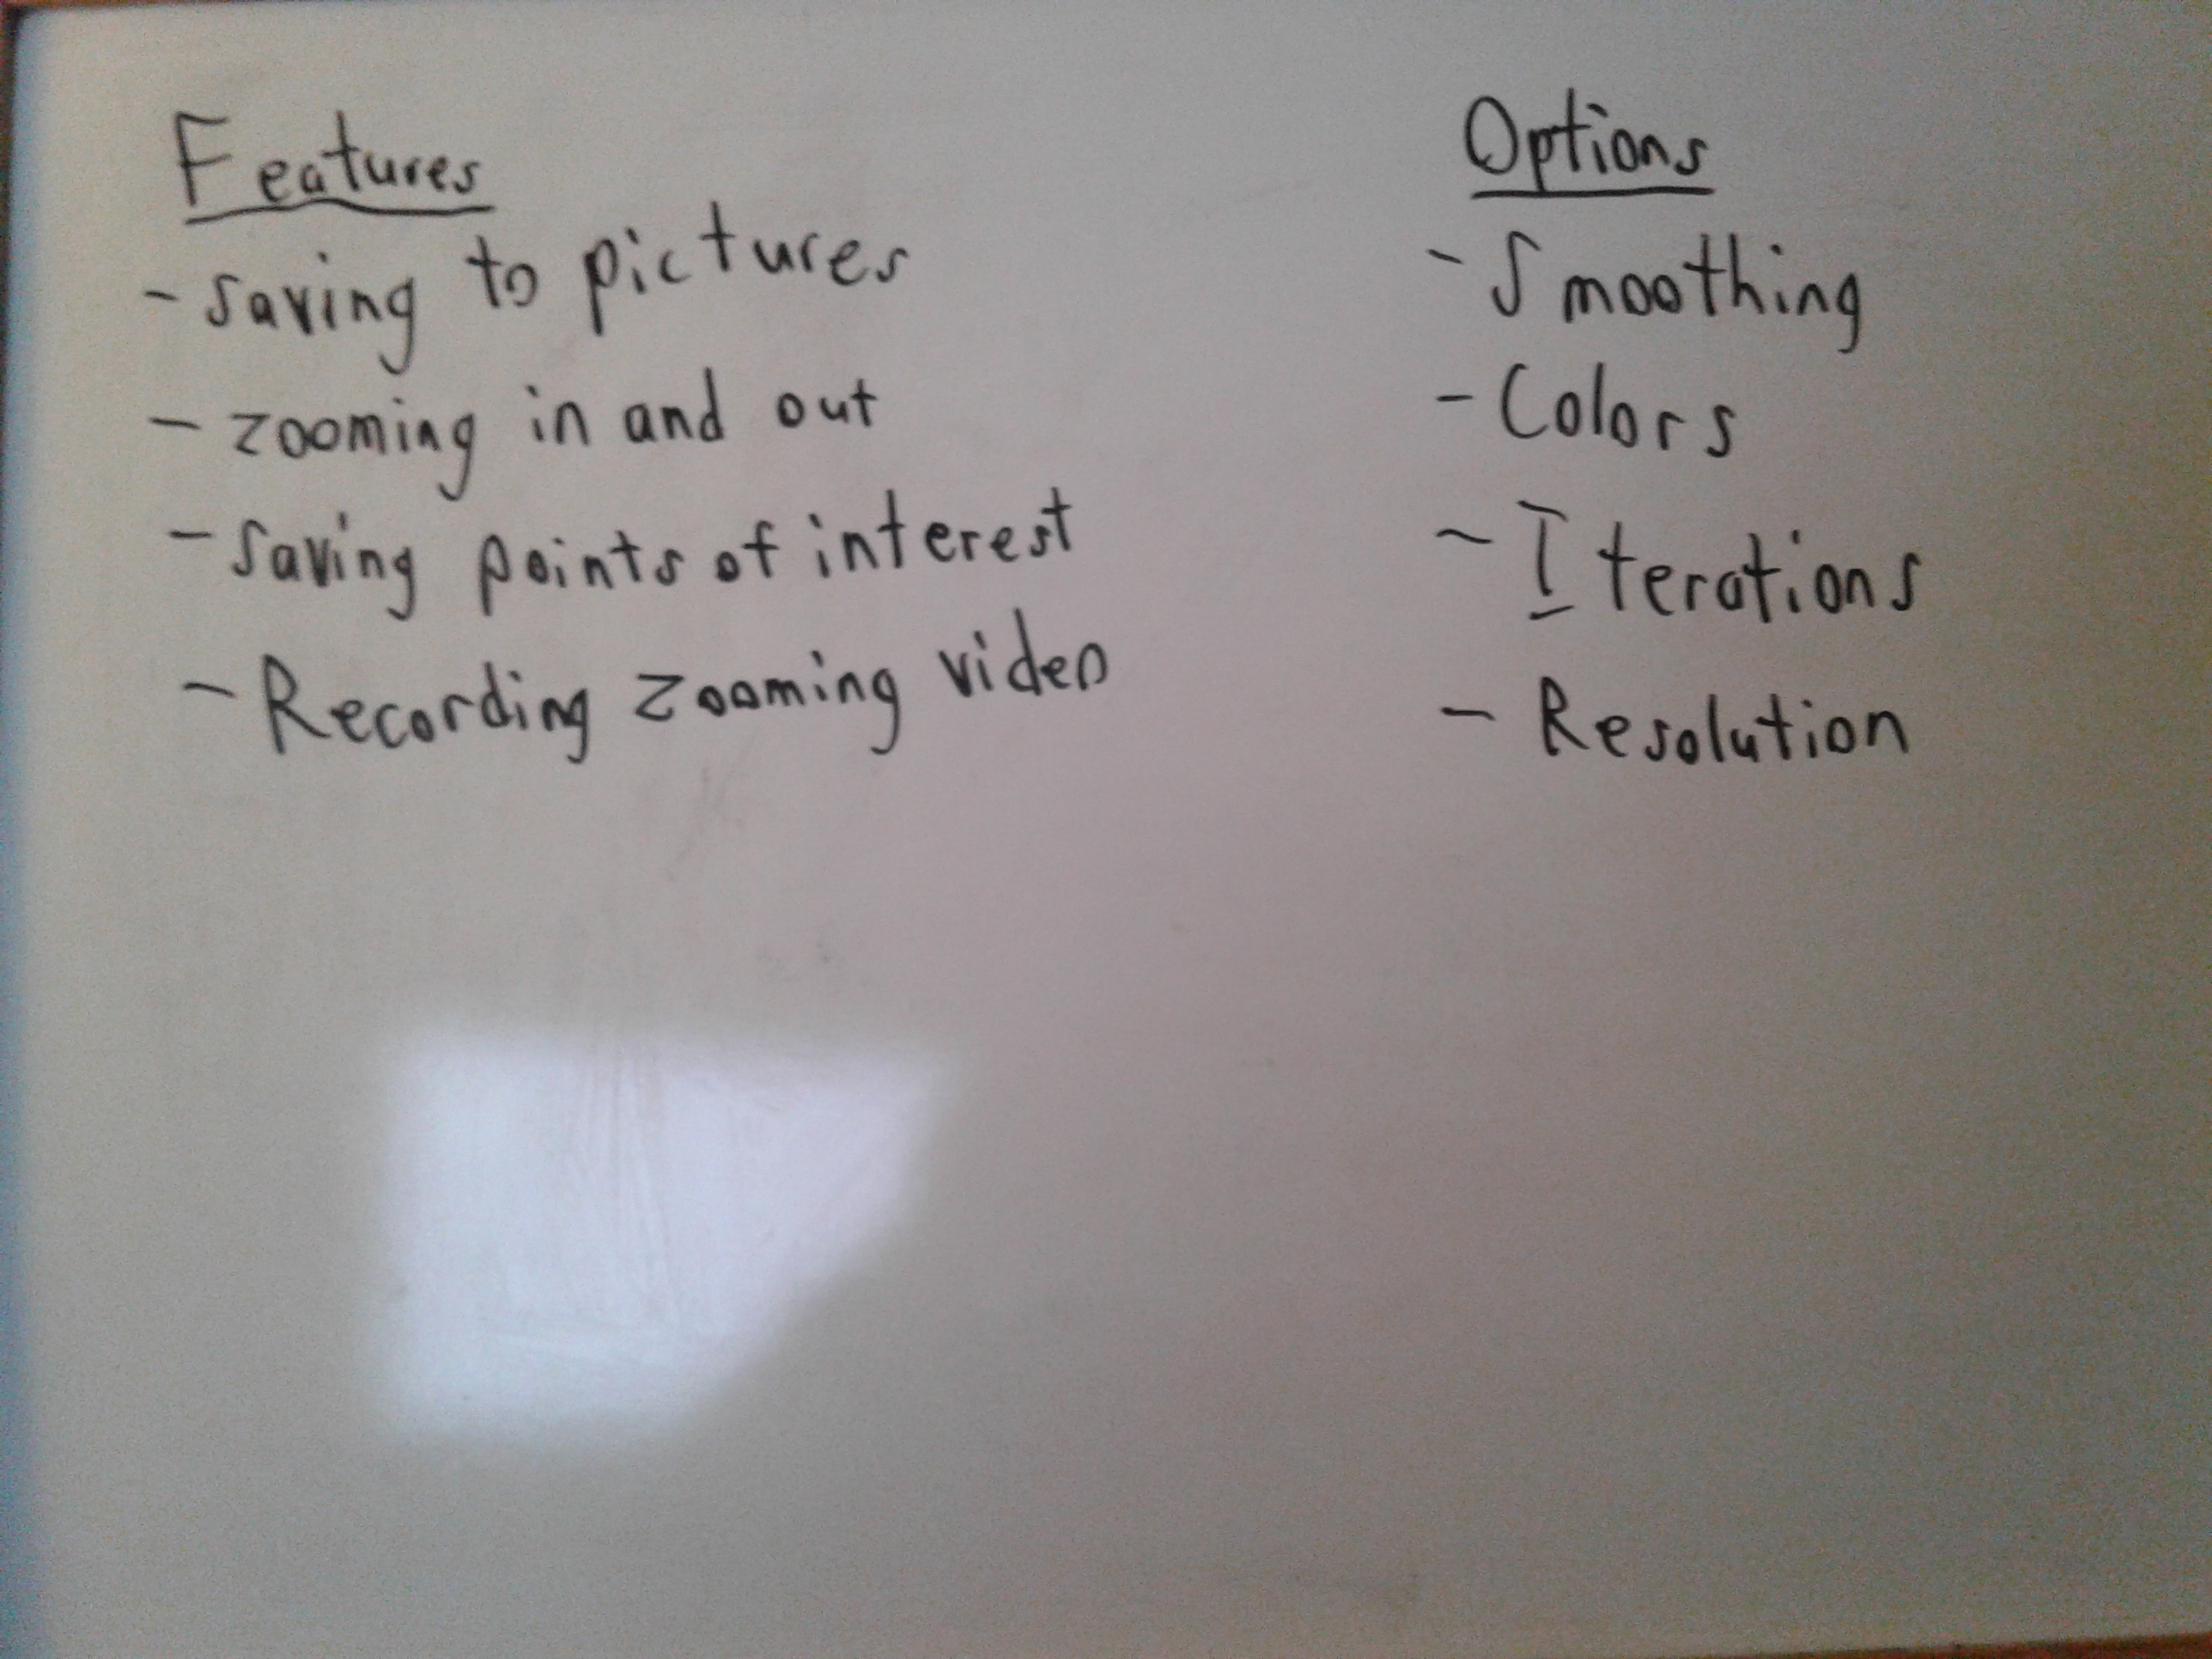 Features
- saving to pictures
- zooming in and out
- saving points of interest
- Recording zooming video
Options
- Smoothing
- Colors
- Iterations
- Resolution